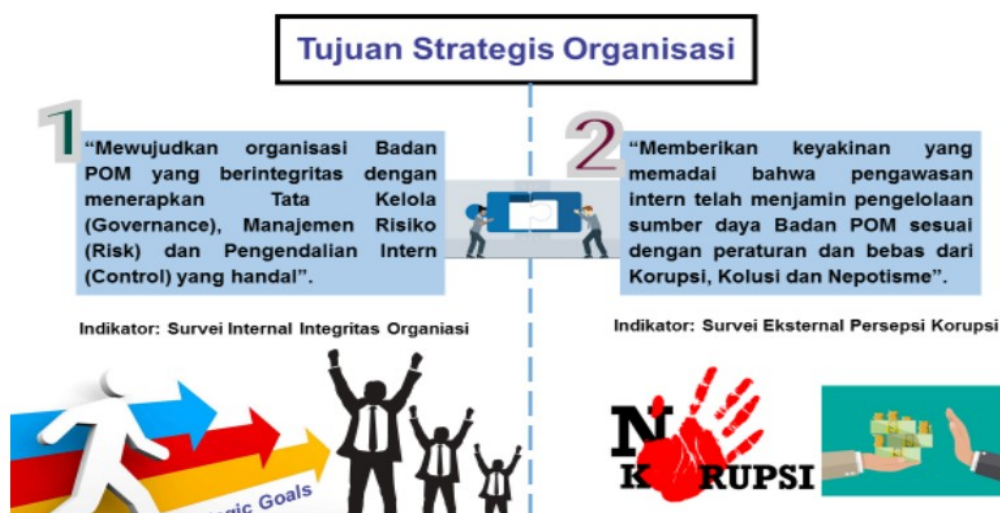 Tujuan Strategis Organisasi
1
“Mewujudkan organisasi Badan
POM yang berintegritas dengan
menerapkan Tata Kelola
(Governance), Manajemen Risiko
(Risk) dan Pengendalian Intern
(Control) yang handal”.
Indikator: Survei Internal Integritas Organiasi
2
“Memberikan keyakinan yang
memadai bahwa pengawasan
intern telah menjamin pengelolaan
sumber daya Badan POM sesuai
dengan peraturan dan bebas dari
Korupsi, Kolusi dan Nepotisme”.
Indikator: Survei Eksternal Persepsi Korupsi
Goals
N
K RUPSI